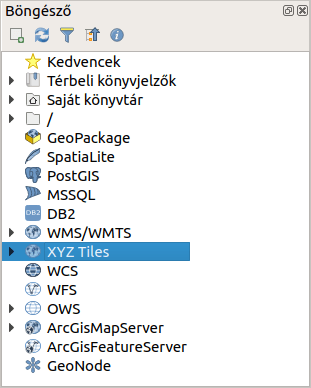 Böngésző
Kedvencek
Térbeli könyvjelzők
Saját könyvtár
/
GeoPackage
SpatiaLite
PostGIS
MSSQL
DB2 DB2
WMS/WMTS
XYZ Tiles
WCS
WFS
OWS
ArcGisMapServer
ArcGisFeatureServer
GeoNode